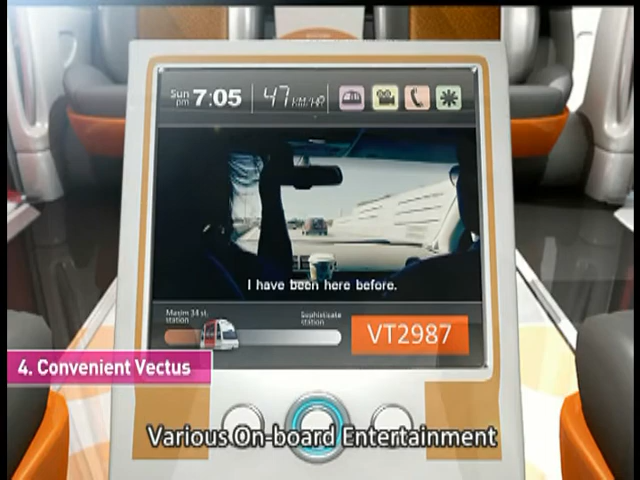 Sun pm 7:05 47 KM/HR
I have been here before.
Maxim 34 st. station
Sophisticate station
VT2987
4. Convenient Vectus
Various On-board Entertainment